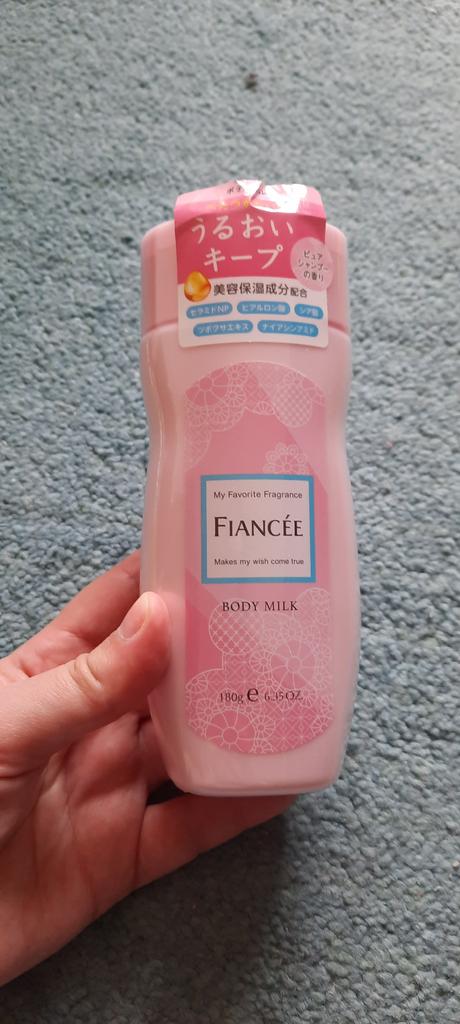 うるおい
キープ
ピュア
シャンプー
の香り
美容保湿成分配合
セラミドNP ヒアルロン酸 シア脂
ツボクサエキス ナイアシンアミド
My Favorite Fragrance
FIANCÉE
Makes my wish come true
BODY MILK
180g e 6.35 OZ.